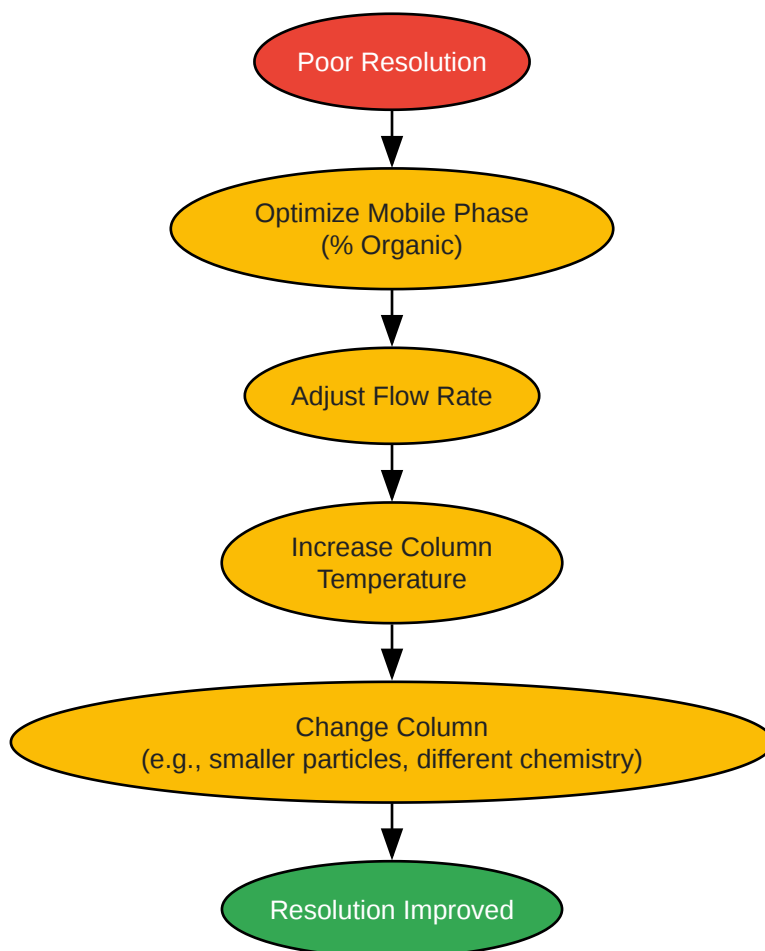 Poor Resolution
Optimize Mobile Phase
(% Organic)
Adjust Flow Rate
Increase Column
Temperature
Change Column
(e.g., smaller particles, different chemistry)
Resolution Improved